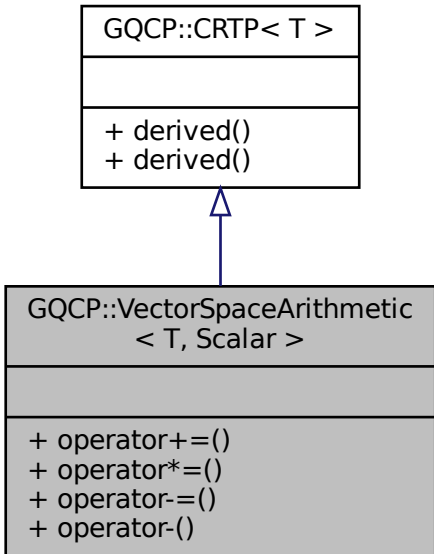 GQCP::CRTP< T >
+ derived()
+ derived()
GQCP::VectorSpaceArithmetic
< T, Scalar >
+ operator+=()
+ operator*=()
+ operator-=()
+ operator-()